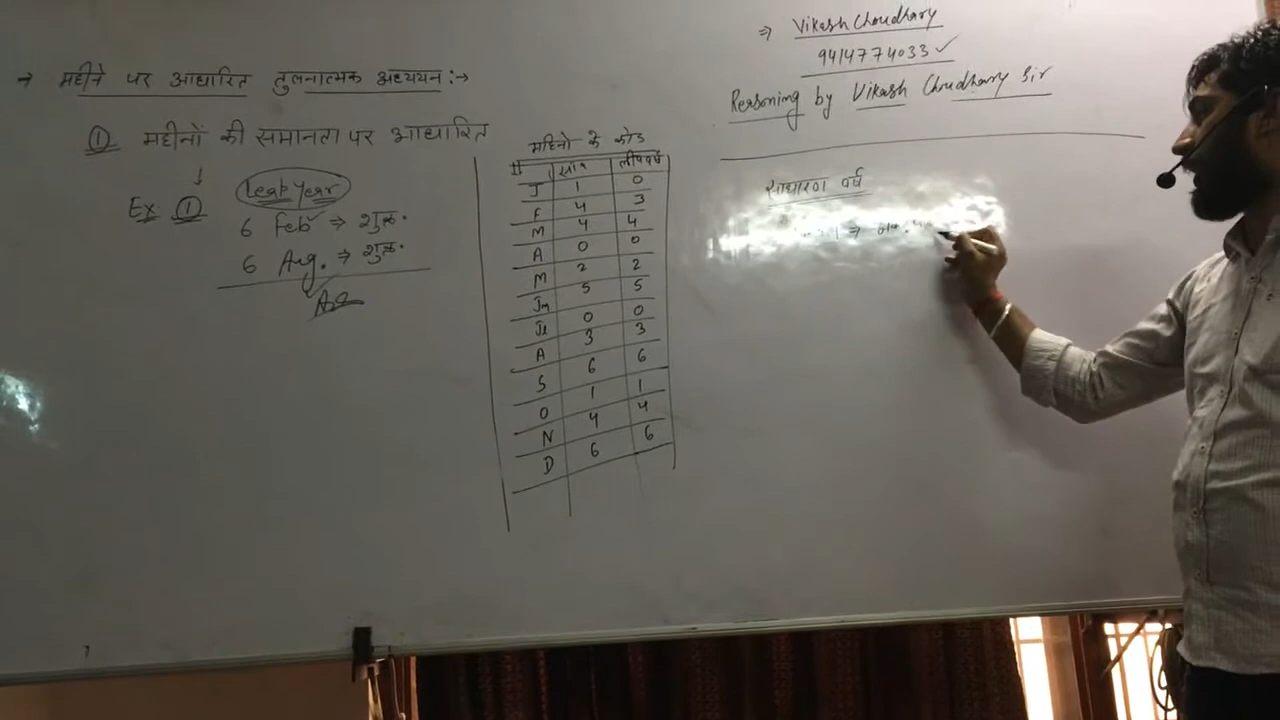 → महीने पर आधारित तुलनात्मक अध्ययन :→
① महीनों की समानता पर आधारित
↓
Ex ① Leap Year
6 Feb → शुक्र.
6 Aug. → शुक्र.
Ans
महिनो के कोड
लीपवर्ष
J 1 0
F 4 3
M 4 4
A 0 0
M 2 2
Jn 5 5
Jl 0 0
A 3 3
S 6 6
O 1 1
N 4 4
D 6 6
⇒ Vikash Choudhary
9414774033 ✓
Reasoning by Vikash Choudhary Sir
साधारण वर्ष